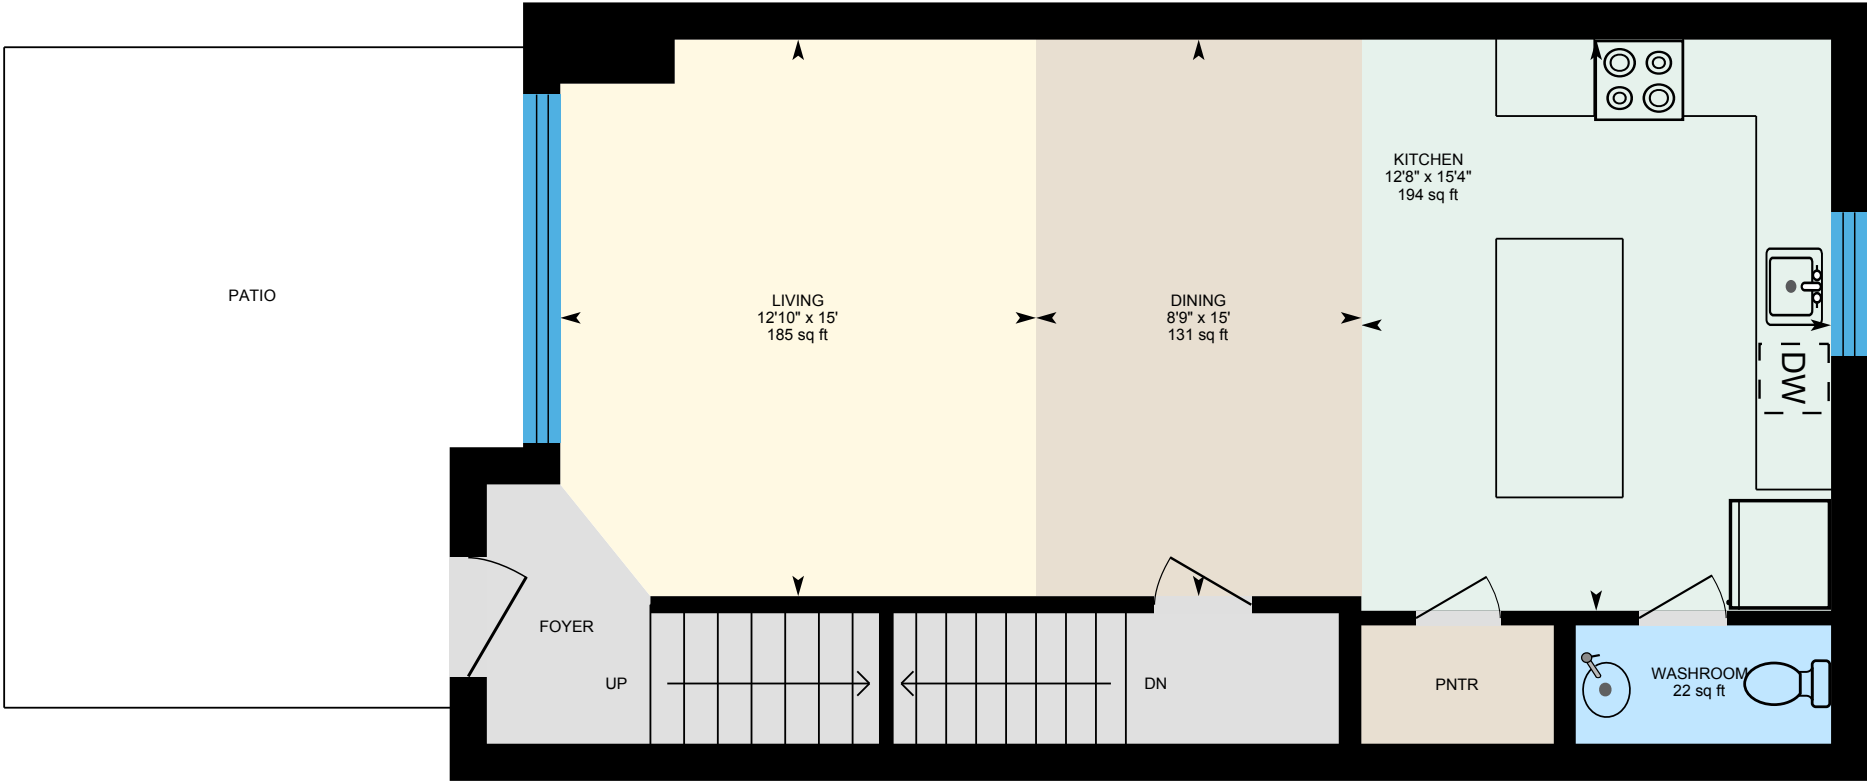 PATIO
LIVING
12'10" x 15'
185 sq ft
DINING
8'9" x 15'
131 sq ft
KITCHEN
12'8" x 15'4"
194 sq ft
DW
FOYER
UP
DN
PNTR
WASHROOM
22 sq ft